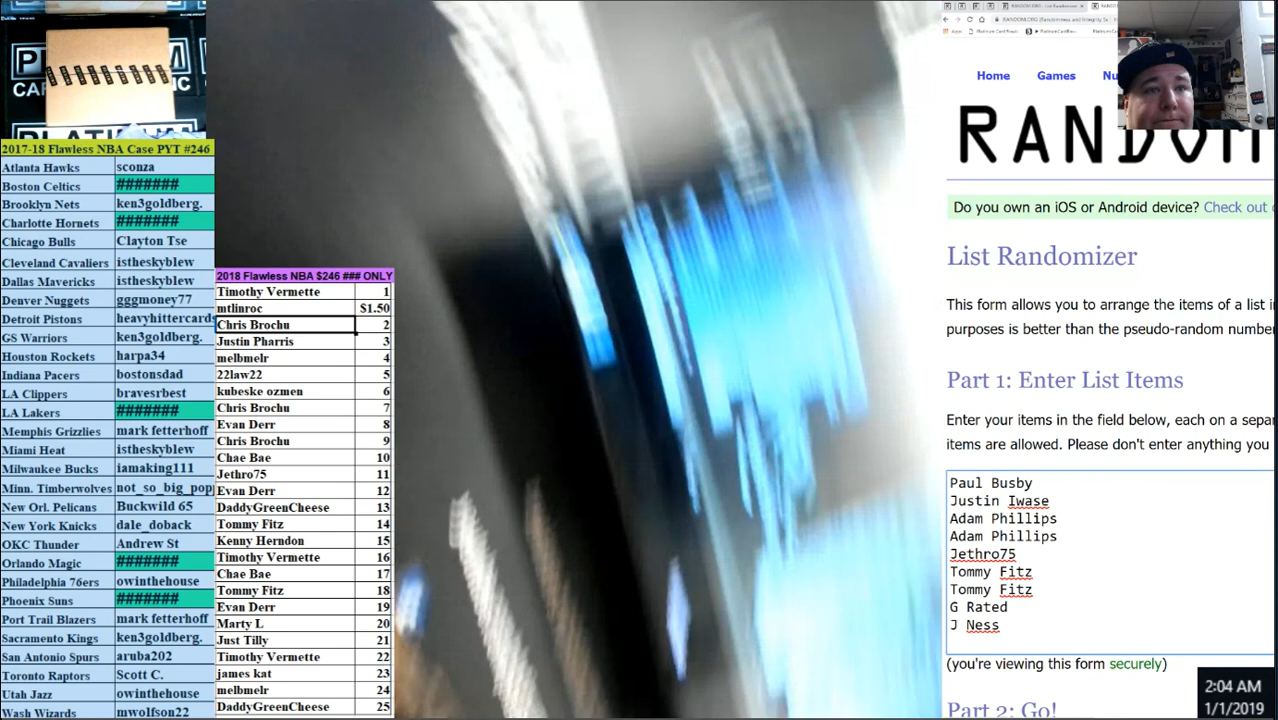 PLATINUM
2017-18 Flawless NBA Case PYT #246
Atlanta Hawks sconza
Boston Celtics #######
Brooklyn Nets ken3goldberg.
Charlotte Hornets #######
Chicago Bulls Clayton Tse
Cleveland Cavaliers istheskyblew
Dallas Mavericks istheskyblew
Denver Nuggets gggmoney77
Detroit Pistons heavyhittercards
GS Warriors ken3goldberg.
Houston Rockets harpa34
Indiana Pacers bostonsdad
LA Clippers bravesrbest
LA Lakers #######
Memphis Grizzlies mark fetterhoff
Miami Heat istheskyblew
Milwaukee Bucks iamaking111
Minn. Timberwolves not_so_big_pop
New Orl. Pelicans Buckwild 65
New York Knicks dale_doback
OKC Thunder Andrew St
Orlando Magic #######
Philadelphia 76ers owinthehouse
Phoenix Suns #######
Port Trail Blazers mark fetterhoff
Sacramento Kings ken3goldberg.
San Antonio Spurs aruba202
Toronto Raptors Scott C.
Utah Jazz owinthehouse
Wash Wizards mwolfson22
2018 Flawless NBA $246 ### ONLY
Timothy Vermette 1
mtlinroc $1.50
Chris Brochu 2
Justin Pharris 3
melbmelr 4
22law22 5
kubeske ozmen 6
Chris Brochu 7
Evan Derr 8
Chris Brochu 9
Chae Bae 10
Jethro75 11
Evan Derr 12
DaddyGreenCheese 13
Tommy Fitz 14
Kenny Herndon 15
Timothy Vermette 16
Chae Bae 17
Tommy Fitz 18
Evan Derr 19
Marty L 20
Just Tilly 21
Timothy Vermette 22
james kat 23
melbmelr 24
DaddyGreenCheese 25
Home Games Nu
RANDOM
Do you own an iOS or Android device? Check out
List Randomizer
This form allows you to arrange the items of a list i
purposes is better than the pseudo-random number
Part 1: Enter List Items
Enter your items in the field below, each on a sepa
items are allowed. Please don't enter anything you
Paul Busby
Justin Iwase
Adam Phillips
Adam Phillips
Jethro75
Tommy Fitz
Tommy Fitz
G Rated
J Ness
(you're viewing this form securely)
Part 2: Go!
2:04 AM
1/1/2019